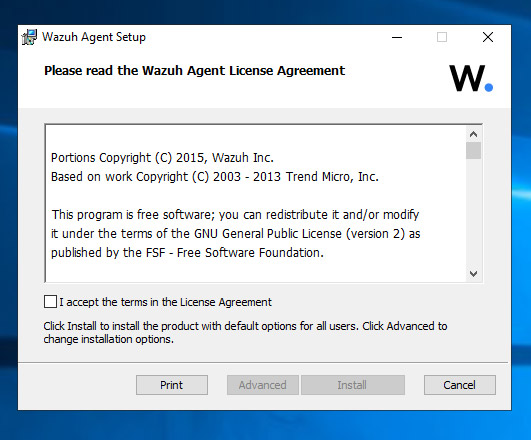 Wazuh Agent Setup
Please read the Wazuh Agent License Agreement
W.
Portions Copyright (C) 2015, Wazuh Inc.
Based on work Copyright (C) 2003 - 2013 Trend Micro, Inc.
This program is free software; you can redistribute it and/or modify
it under the terms of the GNU General Public License (version 2) as
published by the FSF - Free Software Foundation.
I accept the terms in the License Agreement
Click Install to install the product with default options for all users. Click Advanced to
change installation options.
Print Advanced Install Cancel